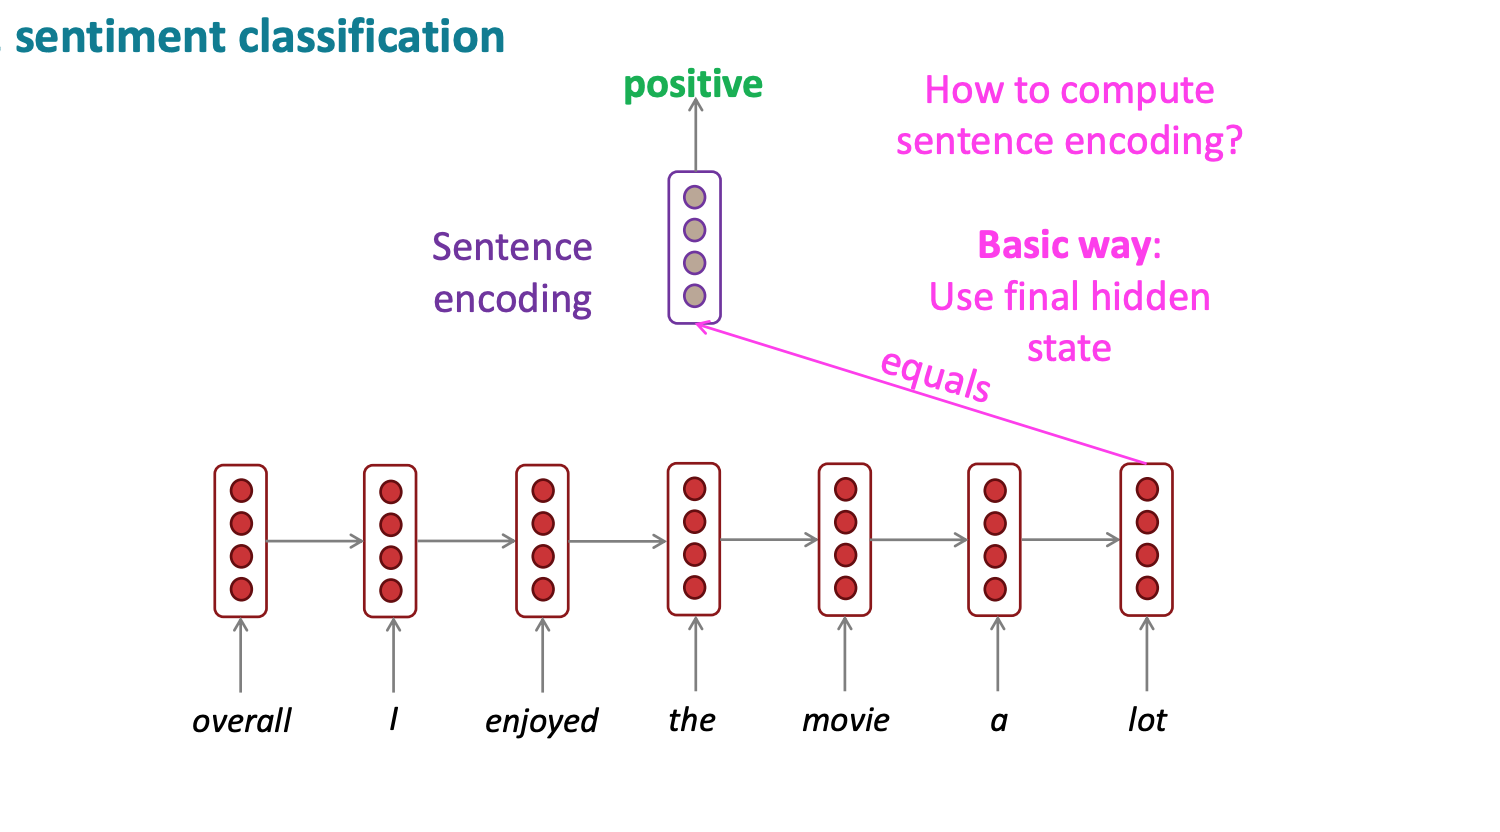 sentiment classification
positive
How to compute
sentence encoding?
Sentence
encoding
Basic way:
Use final hidden
state
equals
overall I enjoyed the movie a lot